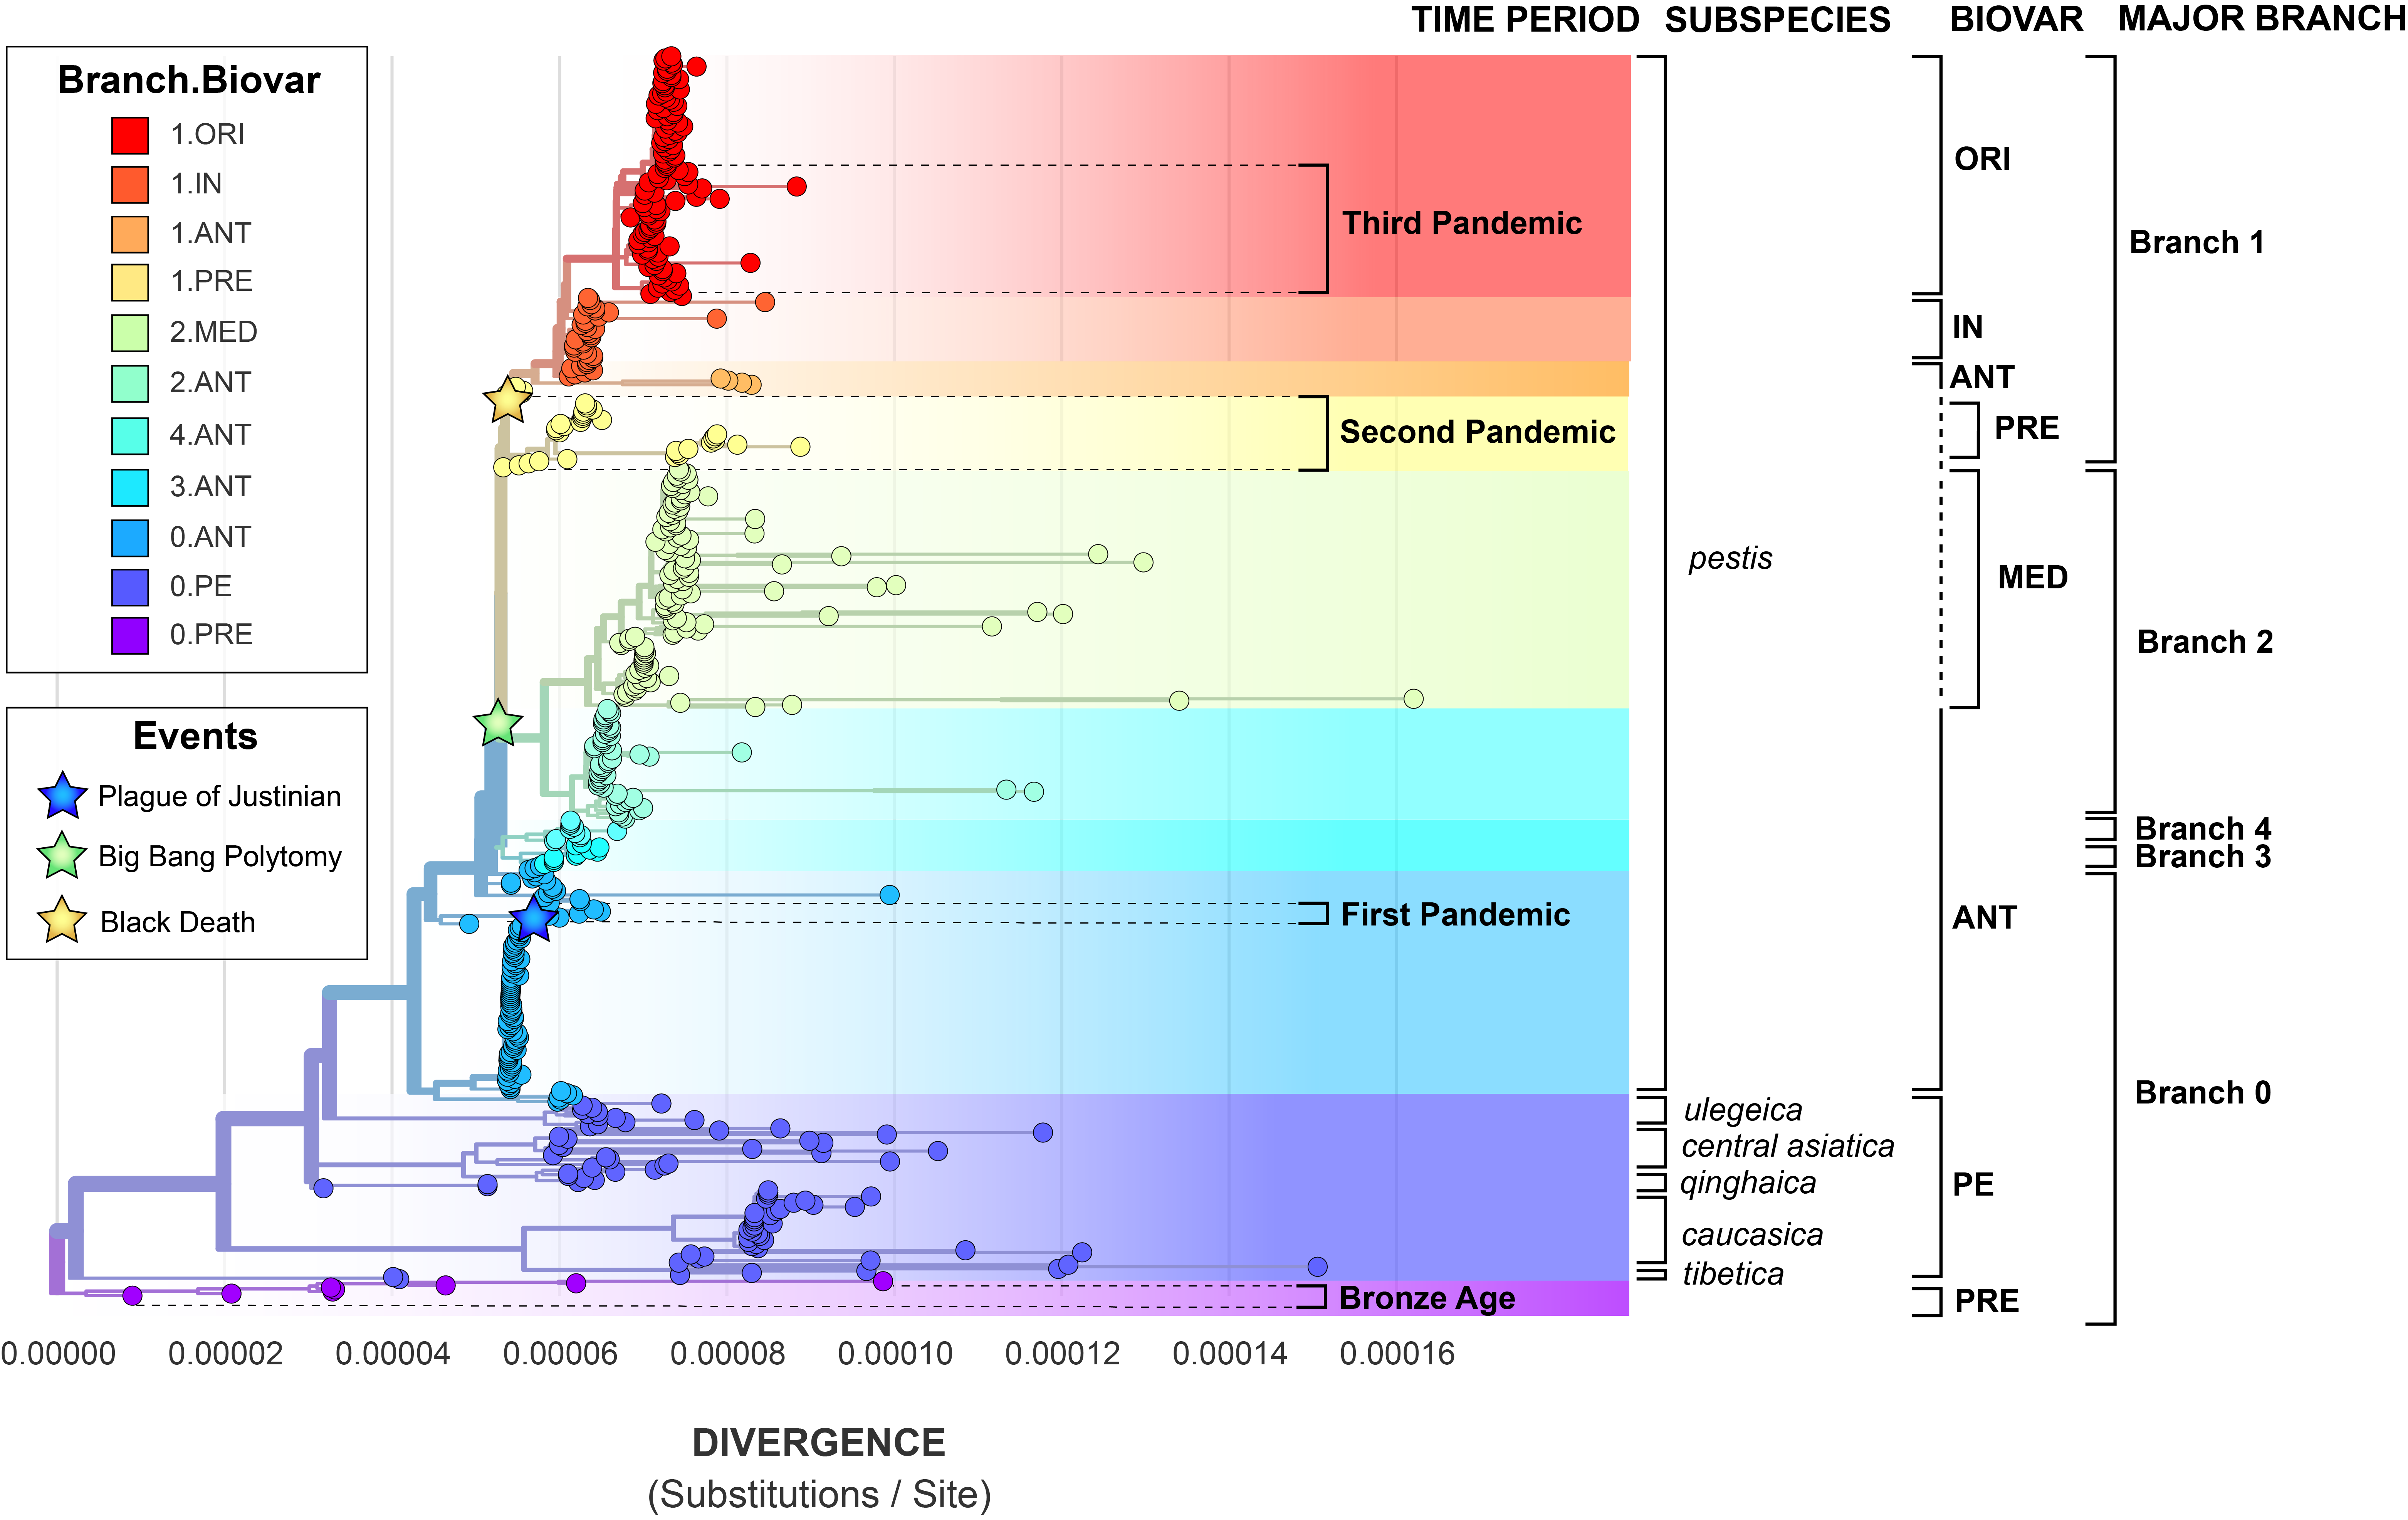 TIME PERIOD SUBSPECIES BIOVAR MAJOR BRANCH
Branch.Biovar
1.ORI
1.IN
1.ANT
1.PRE
2.MED
2.ANT
4.ANT
3.ANT
0.ANT
0.PE
0.PRE
Events
Plague of Justinian
Big Bang Polytomy
Black Death
Third Pandemic
Second Pandemic
First Pandemic
Bronze Age
pestis
ulegeica
central asiatica
qinghaica
caucasica
tibetica
ORI
IN
ANT
PRE
MED
ANT
PE
PRE
Branch 1
Branch 2
Branch 4
Branch 3
Branch 0
0.00000 0.00002 0.00004 0.00006 0.00008 0.00010 0.00012 0.00014 0.00016
DIVERGENCE
(Substitutions / Site)